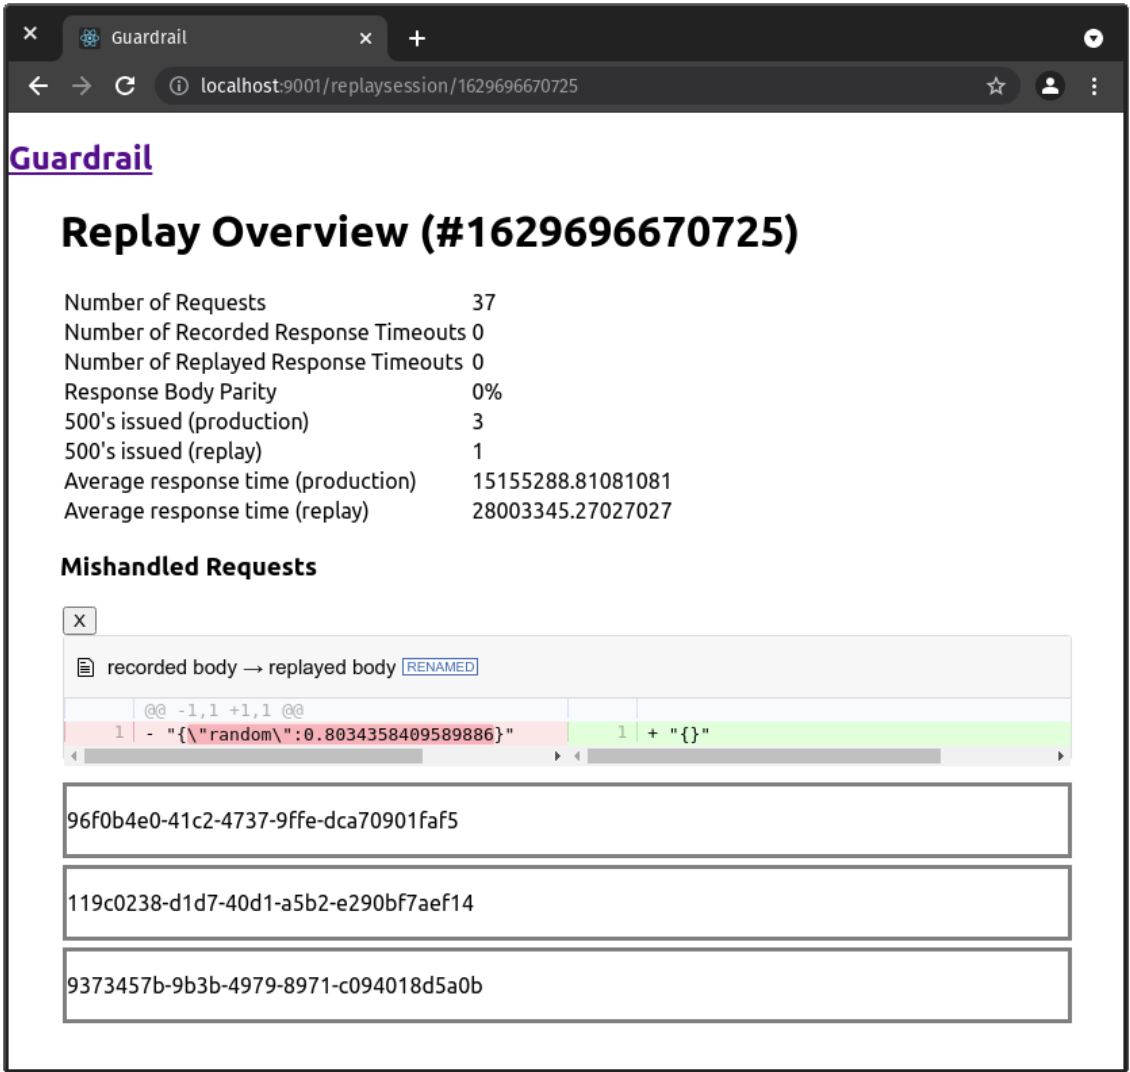 Guardrail
localhost:9001/replaysession/1629696670725
Guardrail
Replay Overview (#1629696670725)
Number of Requests 37
Number of Recorded Response Timeouts 0
Number of Replayed Response Timeouts 0
Response Body Parity 0%
500's issued (production) 3
500's issued (replay) 1
Average response time (production) 15155288.81081081
Average response time (replay) 28003345.27027027
Mishandled Requests
X
recorded body → replayed body RENAMED
@@ -1,1 +1,1 @@
1 - "{\"random\":0.8034358409589886}" 1 + "{}"
96f0b4e0-41c2-4737-9ffe-dca70901faf5
119c0238-d1d7-40d1-a5b2-e290bf7aef14
9373457b-9b3b-4979-8971-c094018d5a0b